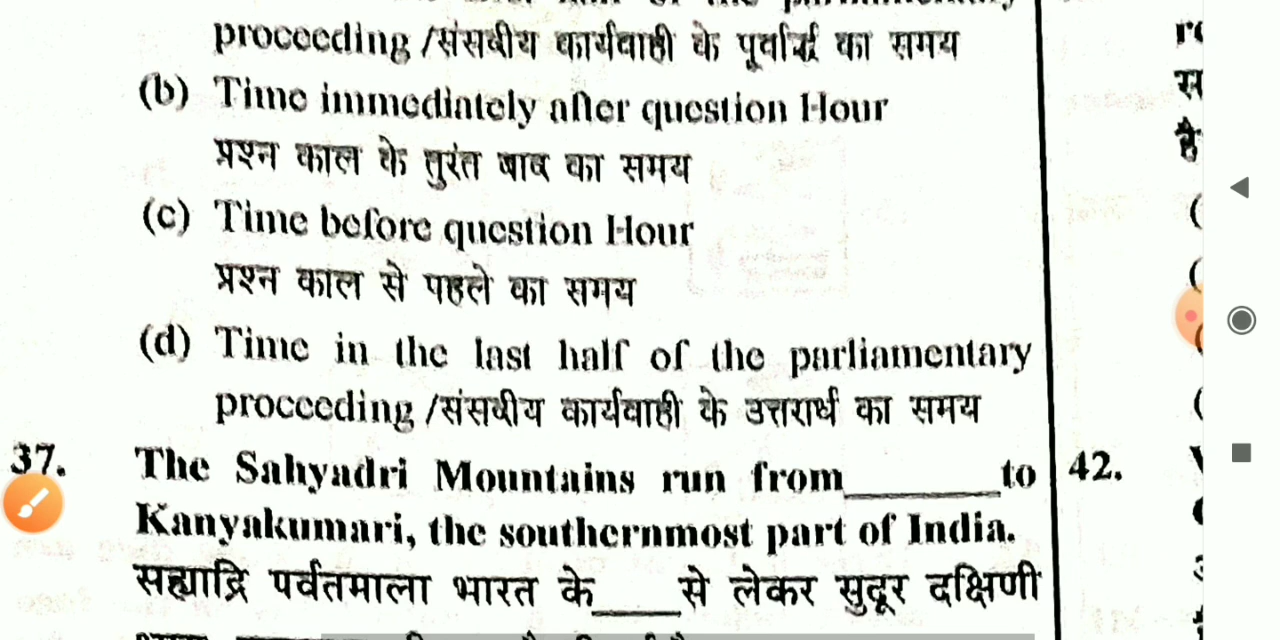 proceeding /संसदीय कार्यवाही के पूर्वार्द्ध का समय
(b) Time immediately after question Hour
प्रश्न काल के तुरंत बाद का समय
(c) Time before question Hour
प्रश्न काल से पहले का समय
(d) Time in the last half of the parliamentary
proceeding /संसदीय कार्यवाही के उत्तरार्ध का समय
37. The Sahyadri Mountains run from_______to
Kanyakumari, the southernmost part of India.
सह्याद्रि पर्वतमाला भारत के____से लेकर सुदूर दक्षिणी
42.